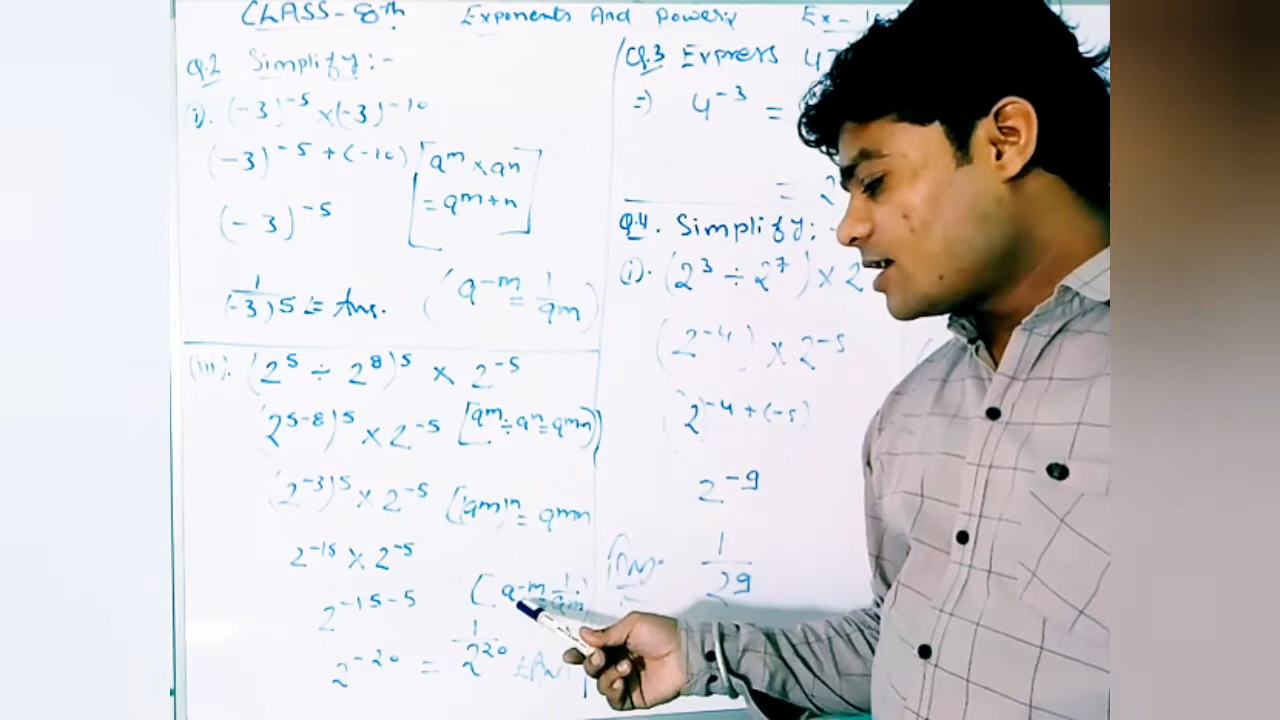 CLASS-8th Exponents And Powers Ex-
Q.2 Simplify:-
i). (-3)^-5 ×(-3)^-10
(-3)^-5+(-10) [a^m × a^n
= a^m+n]
(-3)^-5
1/(-3)5 = Ans. (a^-m = 1/a^m)
(iii). (2^5 ÷ 2^8)^5 × 2^-5
2^5-8)^5 × 2^-5 [a^m ÷ a^n = a^mn)
(2^-3)^5 × 2^-5 [(a^m)^n = a^mn
2^-15 × 2^-5
2^-15-5 [a^-m = 1/a^m]
2^-20 = 1/2^20
Q.3 Express
=) 4^-3 =
= 2
Q.4. Simplify:-
i). (2^3 ÷ 2^7) × 2
(2^-4) × 2^-5
(2)^-4+(-5)
2^-9
1/29